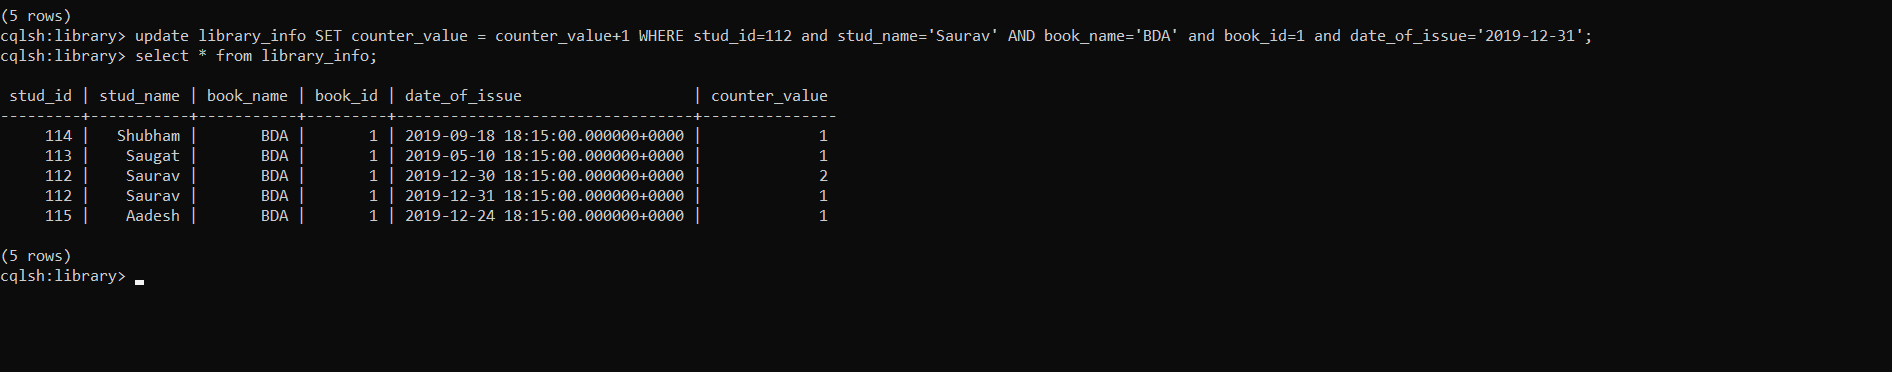 (5 rows)
cqlsh:library> update library_info SET counter_value = counter_value+1 WHERE stud_id=112 and stud_name='Saurav' AND book_name='BDA' and book_id=1 and date_of_issue='2019-12-31';
cqlsh:library> select * from library_info;
 stud_id | stud_name | book_name | book_id | date_of_issue                   | counter_value
---------+-----------+-----------+---------+---------------------------------+---------------
     114 |   Shubham |       BDA |       1 | 2019-09-18 18:15:00.000000+0000 |             1
     113 |    Saugat |       BDA |       1 | 2019-05-10 18:15:00.000000+0000 |             1
     112 |    Saurav |       BDA |       1 | 2019-12-30 18:15:00.000000+0000 |             2
     112 |    Saurav |       BDA |       1 | 2019-12-31 18:15:00.000000+0000 |             1
     115 |    Aadesh |       BDA |       1 | 2019-12-24 18:15:00.000000+0000 |             1
(5 rows)
cqlsh:library>